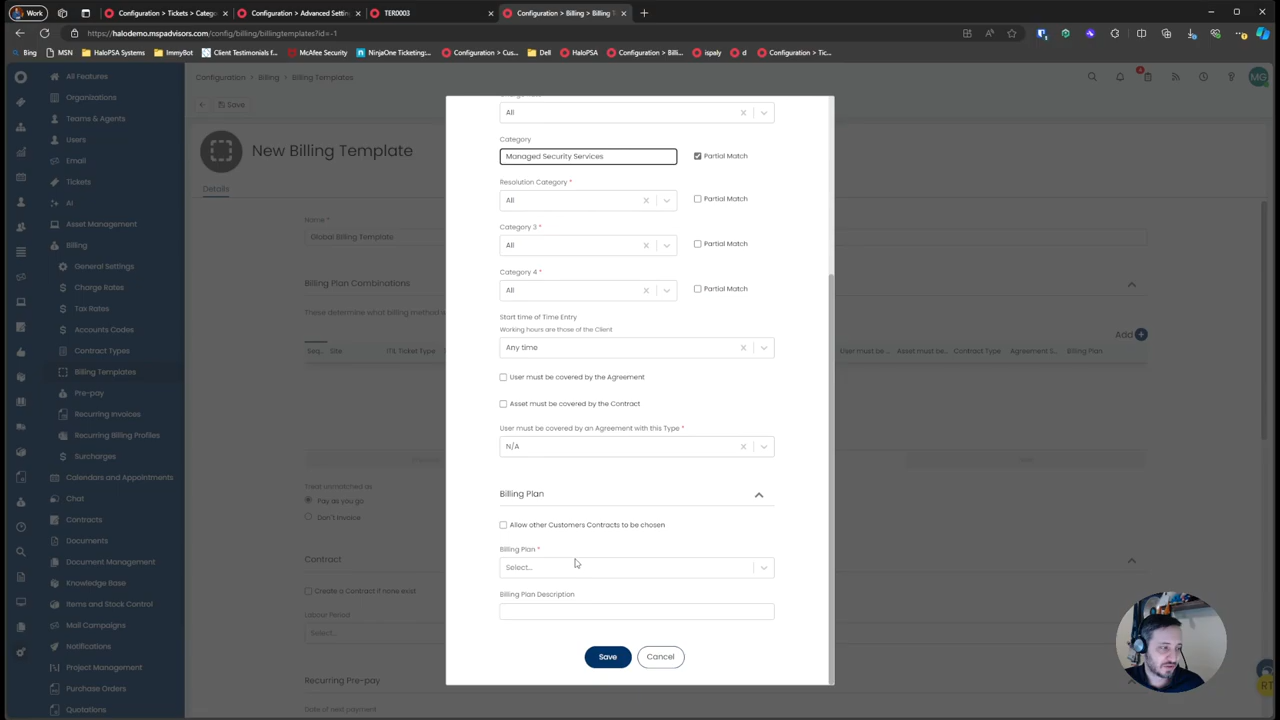 Work
Configuration > Tickets > Catego
Configuration > Advanced Settin
TER0003
Configuration > Billing > Billing T
https://halodemo.mspadvisors.com/config/billing/billingtemplates?id=-1
Bing
MSN
HaloPSA Systems
ImmyBot
Client Testimonials f...
McAfee Security
NinjaOne Ticketing:...
Configuration > Cus...
Dell
HaloPSA
Configuration > Billi...
ispaly
d
Configuration > Tic...
All Features
Organizations
Teams & Agents
Users
Email
Tickets
AI
Asset Management
Billing
General Settings
Charge Rates
Tax Rates
Accounts Codes
Contract Types
Billing Templates
Pre-pay
Recurring Invoices
Recurring Billing Profiles
Surcharges
Calendars and Appointments
Chat
Contracts
Documents
Document Management
Knowledge Base
Items and Stock Control
Mail Campaigns
Notifications
Project Management
Purchase Orders
Quotations
Configuration > Billing > Billing Templates
MG
Save
New Billing Template
Details
Name *
Global Billing Template
Billing Plan Combinations
These determine what billing method
Add
Seq...
Site
ITIL Ticket Type
User must be ...
Asset must be...
Contract Type
Agreement S...
Billing Plan
Treat unmatched as
Pay as you go
Don't Invoice
Contract
Create a Contract if none exist
Labour Period
Select...
Recurring Pre-pay
Date of next payment
All
Category
Managed Security Services
Partial Match
Resolution Category *
All
Partial Match
Category 3 *
All
Partial Match
Category 4 *
All
Partial Match
Start time of Time Entry
Working hours are those of the Client
Any time
User must be covered by the Agreement
Asset must be covered by the Contract
User must be covered by an Agreement with this Type *
N/A
Billing Plan
Allow other Customers Contracts to be chosen
Billing Plan *
Select...
Billing Plan Description
Save
Cancel
RT